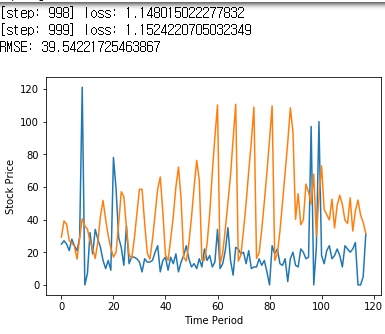 [step: 998] loss: 1.148015022277832
[step: 999] loss: 1.1524220705032349
RMSE: 39.54221725463867
120
100
80
60
40
20
0
Stock Price
0
20
40
60
80
100
120
Time Period